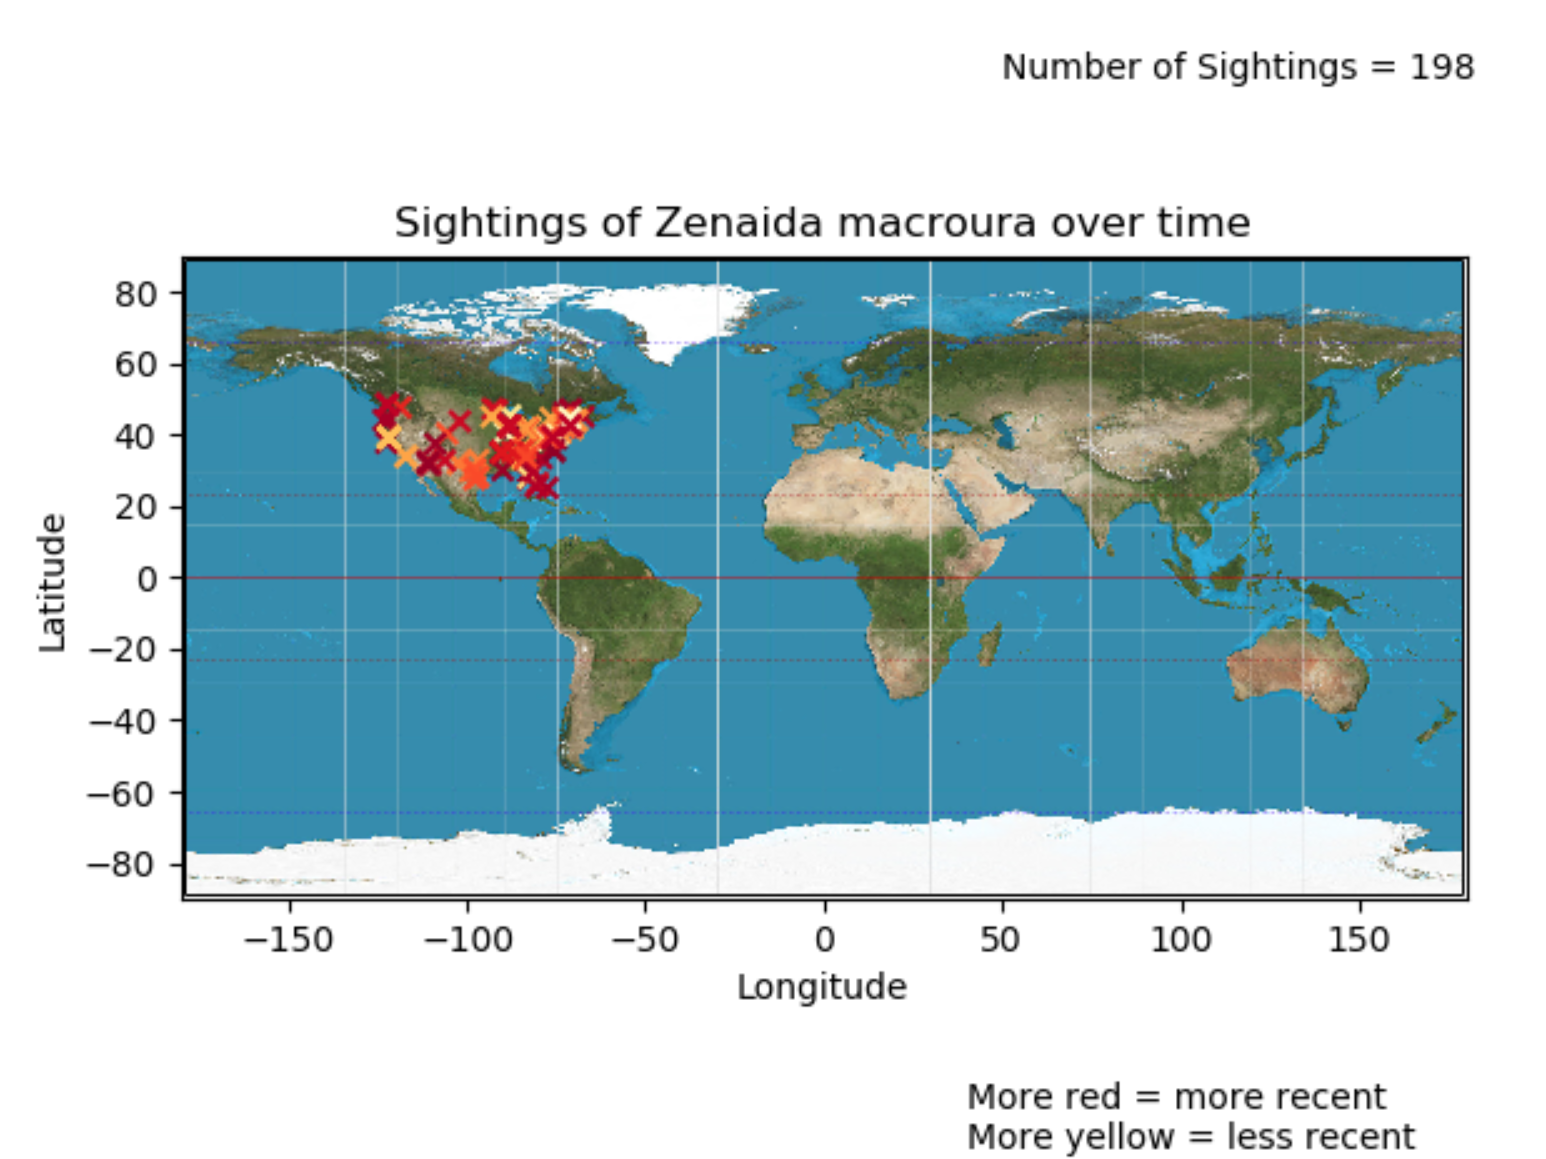 Number of Sightings = 198
Sightings of Zenaida macroura over time
80
60
40
20
0
−20
−40
−60
−80
Latitude
−150
−100
−50
0
50
100
150
Longitude
More red = more recent
More yellow = less recent